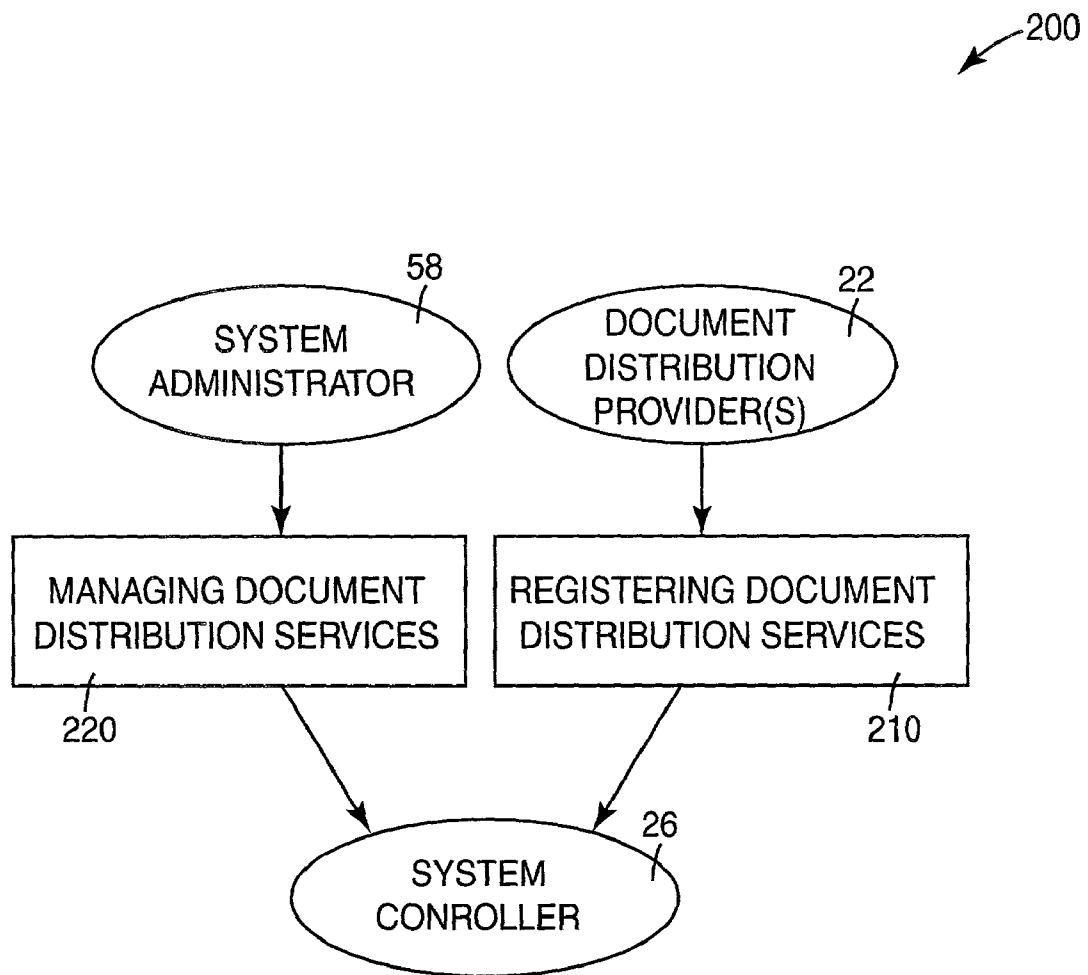 200
58
SYSTEM
ADMINISTRATOR
22
DOCUMENT
DISTRIBUTION
PROVIDER(S)
MANAGING DOCUMENT
DISTRIBUTION SERVICES
220
REGISTERING DOCUMENT
DISTRIBUTION SERVICES
210
26
SYSTEM
CONROLLER